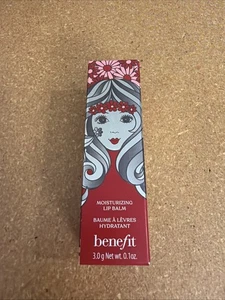 MOISTURIZING
LIP BALM
BAUME À LÈVRES
HYDRATANT
benefit
3.0 g Net wt. 0.1oz.